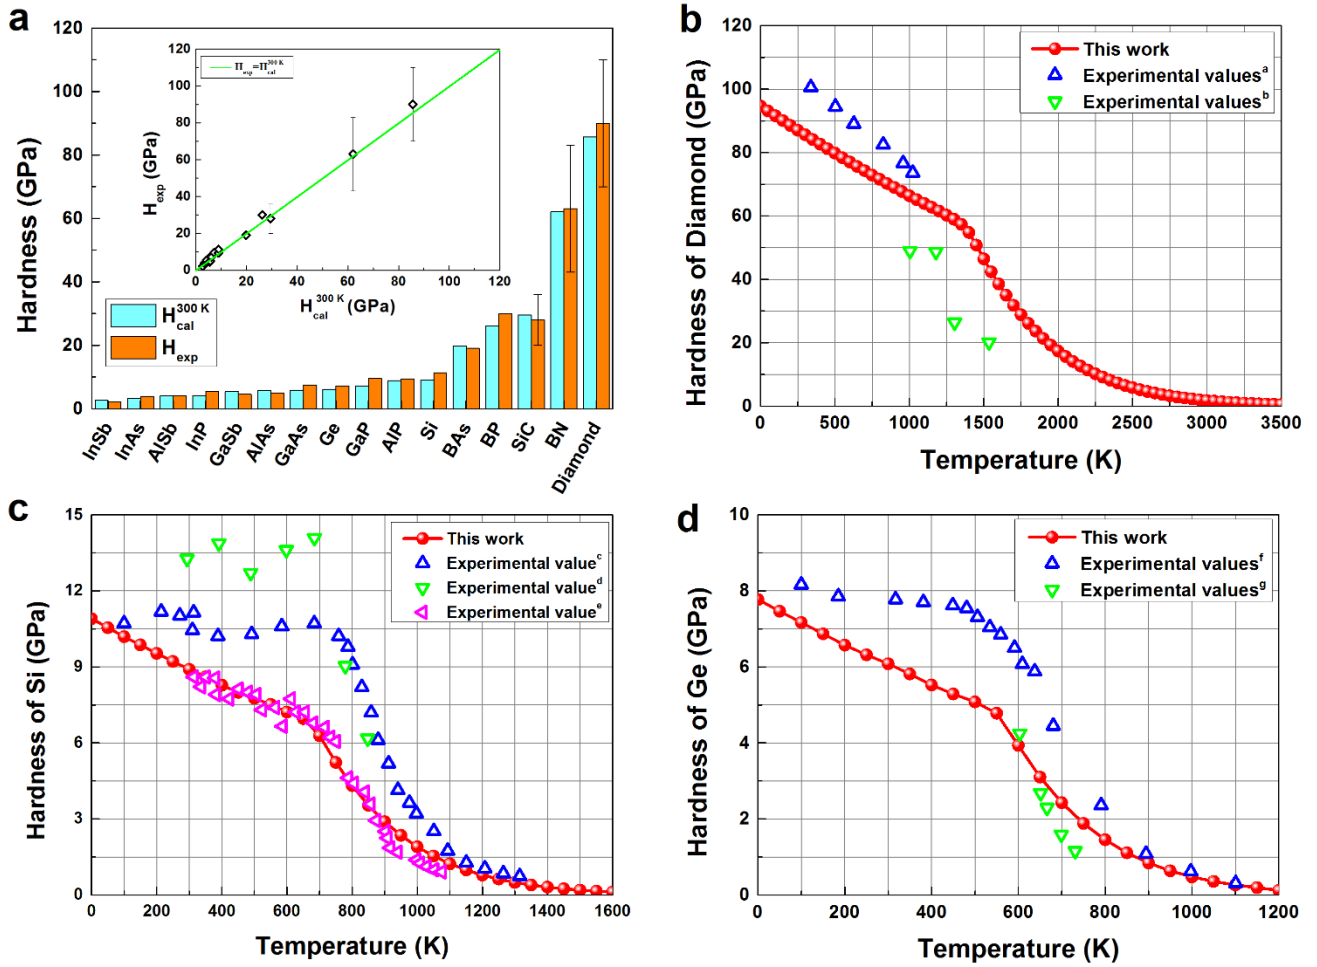 a
120
100
80
60
40
20
0
Hardness (GPa)
InSb
InAs
AlSb
InP
GaSb
AlAs
GaAs
Ge
GaP
AlP
Si
BAs
BP
SiC
BN
Diamond
H_cal^300 K
H_exp
120
100
80
60
40
20
0
H_exp (GPa)
0 20 40 60 80 100 120
H_cal^300 K (GPa)
H_exp=H_cal^300 K
b
120
100
80
60
40
20
0
Hardness of Diamond (GPa)
This work
Experimental values^a
Experimental values^b
0 500 1000 1500 2000 2500 3000 3500
Temperature (K)
c
15
12
9
6
3
0
Hardness of Si (GPa)
This work
Experimental value^c
Experimental value^d
Experimental value^e
0 200 400 600 800 1000 1200 1400 1600
Temperature (K)
d
10
8
6
4
2
0
Hardness of Ge (GPa)
This work
Experimental values^f
Experimental values^g
0 200 400 600 800 1000 1200
Temperature (K)